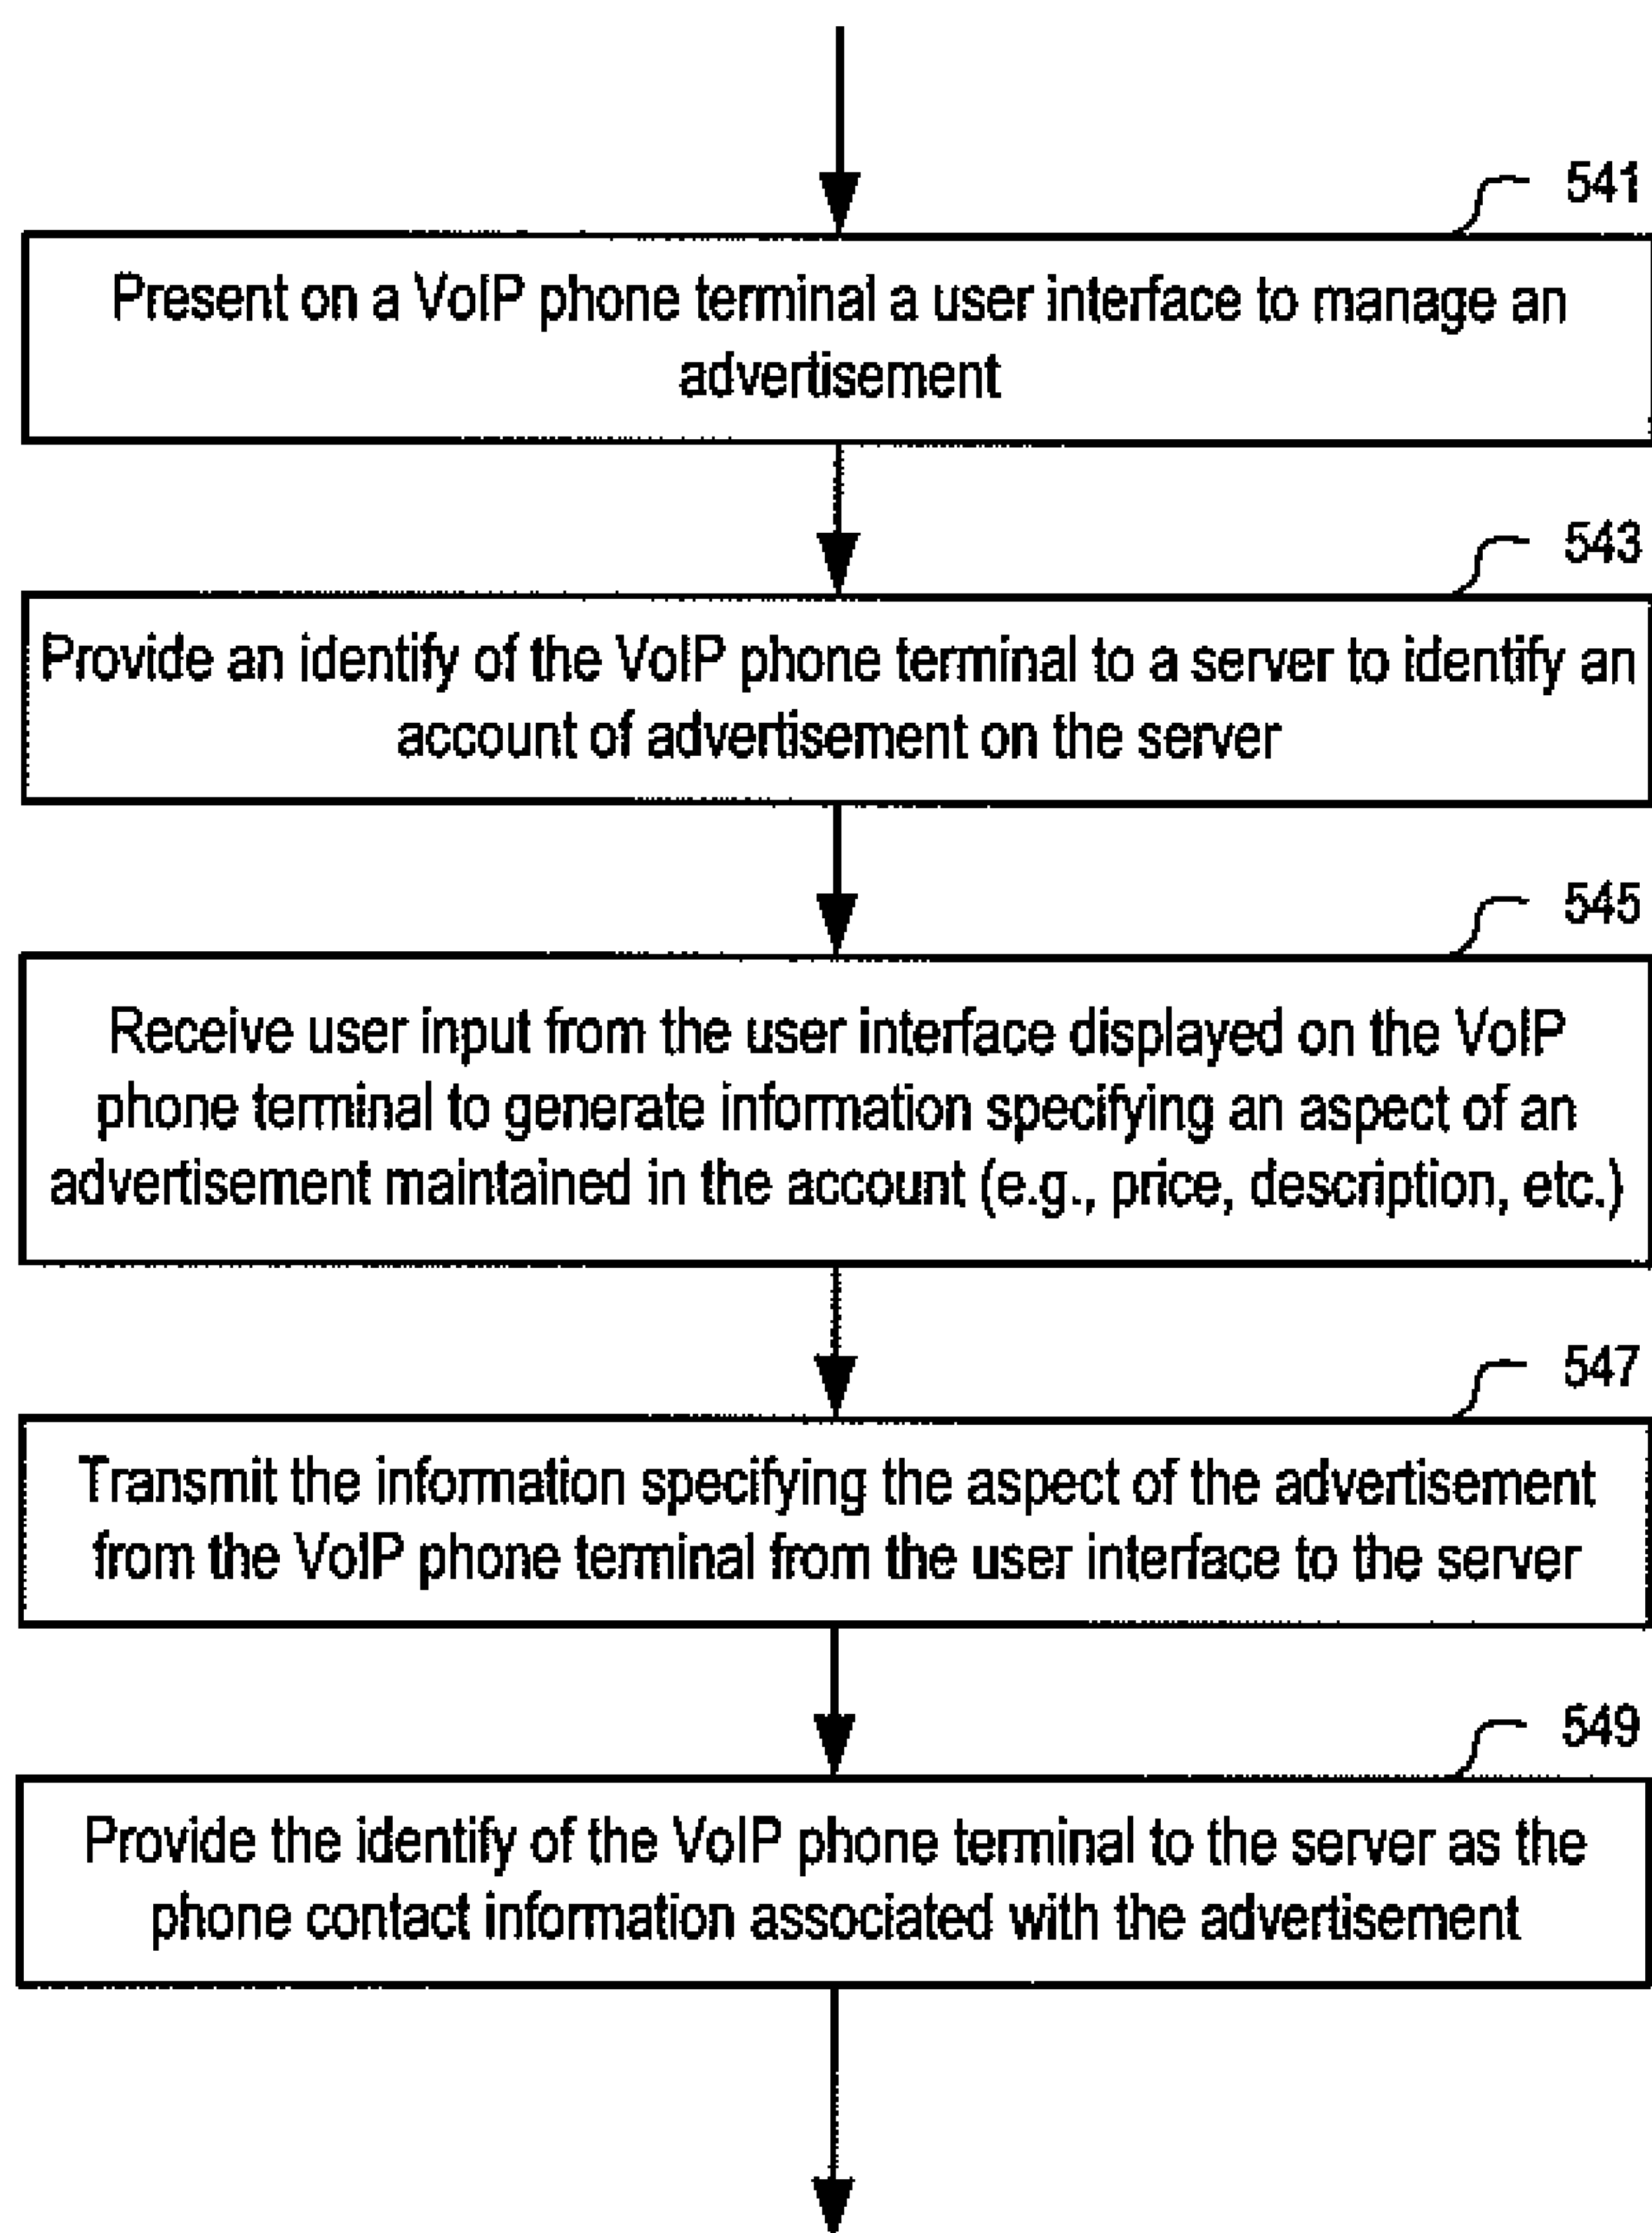 541
Present on a VoIP phone terminal a user interface to manage an
advertisement
543
Provide an identify of the VoIP phone terminal to a server to identify an
account of advertisement on the server
545
Receive user input from the user interface displayed on the VoIP
phone terminal to generate information specifying an aspect of an
advertisement maintained in the account (e.g., price, description, etc.)
547
Transmit the information specifying the aspect of the advertisement
from the VoIP phone terminal from the user interface to the server
549
Provide the identify of the VoIP phone terminal to the server as the
phone contact information associated with the advertisement